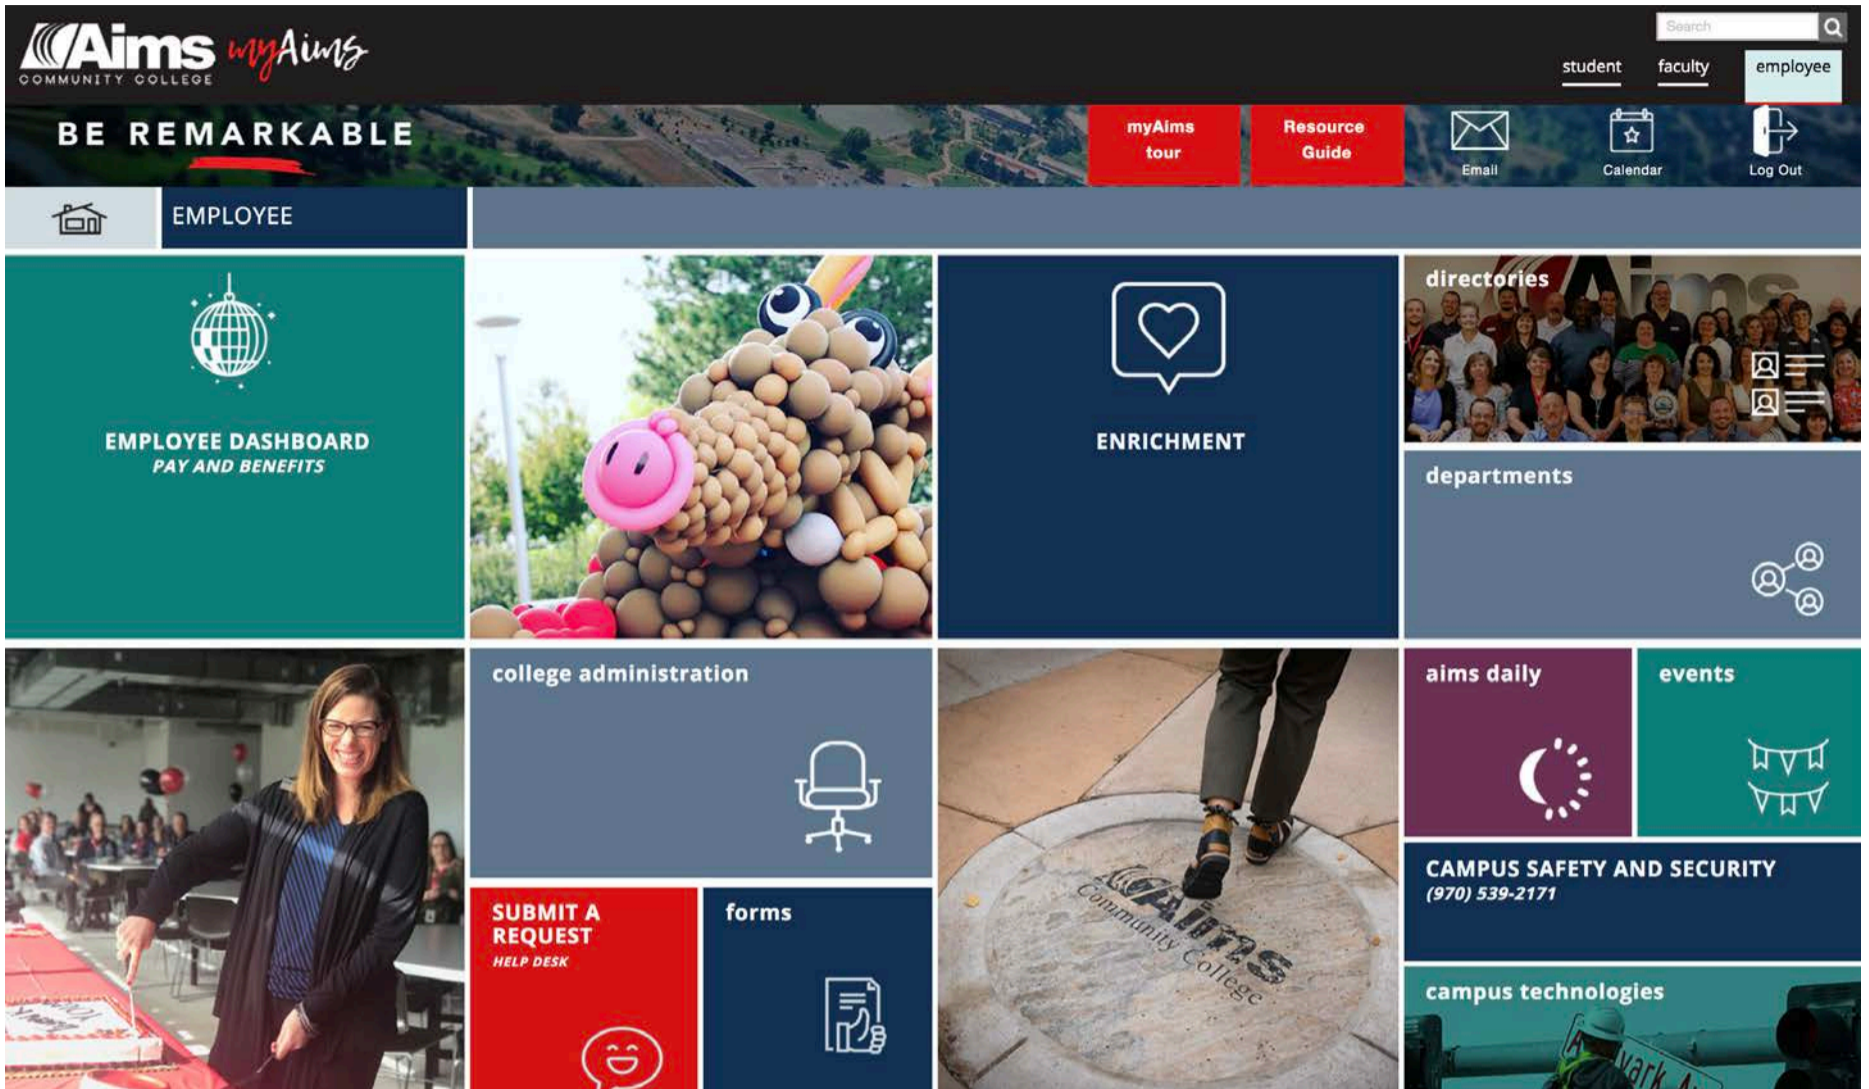 Aims myAims
COMMUNITY COLLEGE
Search
student faculty employee
BE REMARKABLE
myAims
tour
Resource
Guide
Email
Calendar
Log Out
EMPLOYEE
EMPLOYEE DASHBOARD
PAY AND BENEFITS
ENRICHMENT
Aims
directories
departments
college administration
aims daily
events
SUBMIT A
REQUEST
HELP DESK
forms
Aims
Community College
CAMPUS SAFETY AND SECURITY
(970) 539-2171
campus technologies